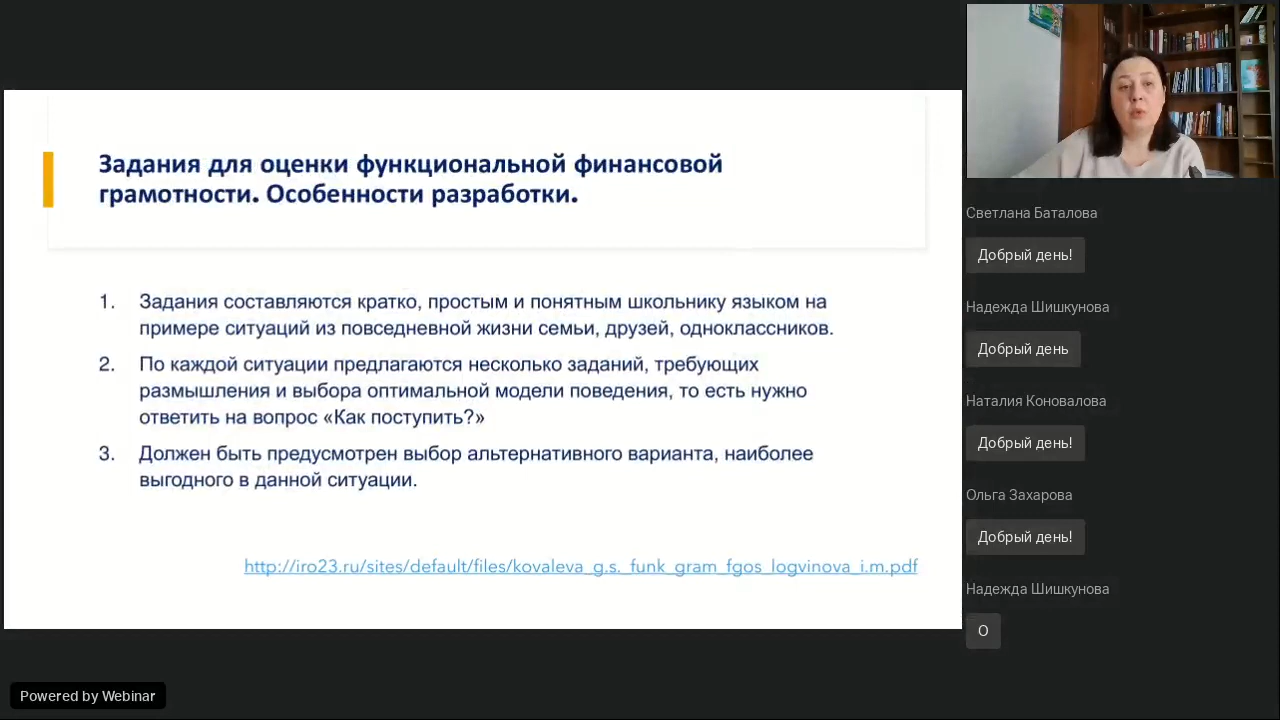 Задания для оценки функциональной финансовой
грамотности. Особенности разработки.
1. Задания составляются кратко, простым и понятным школьнику языком на
примере ситуаций из повседневной жизни семьи, друзей, одноклассников.
2. По каждой ситуации предлагаются несколько заданий, требующих
размышления и выбора оптимальной модели поведения, то есть нужно
ответить на вопрос «Как поступить?»
3. Должен быть предусмотрен выбор альтернативного варианта, наиболее
выгодного в данной ситуации.
http://iro23.ru/sites/default/files/kovaleva_g.s._funk_gram_fgos_logvinova_i.m.pdf
Светлана Баталова
Добрый день!
Надежда Шишкунова
Добрый день
Наталия Коновалова
Добрый день!
Ольга Захарова
Добрый день!
Надежда Шишкунова
О
Powered by Webinar